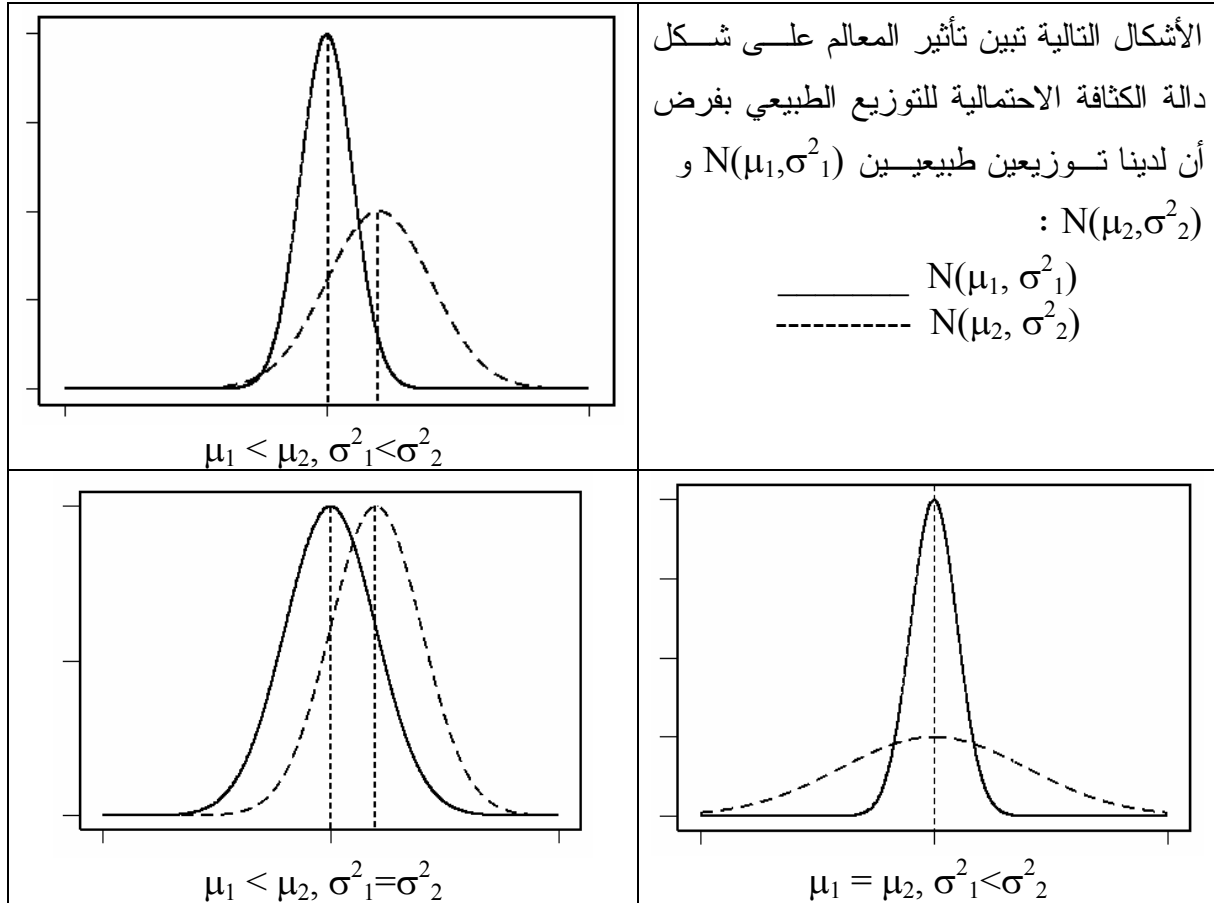 الأشكال التالية تبين تأثير المعالم على شكل
دالة الكثافة الاحتمالية للتوزيع الطبيعي بفرض
أن لدينا توزيعين طبيعيين N(μ₁,σ²₁) و
N(μ₂,σ²₂) :
N(μ₁, σ²₁)
N(μ₂, σ²₂)
μ₁ < μ₂, σ²₁<σ²₂
μ₁ = μ₂, σ²₁<σ²₂
μ₁ < μ₂, σ²₁=σ²₂